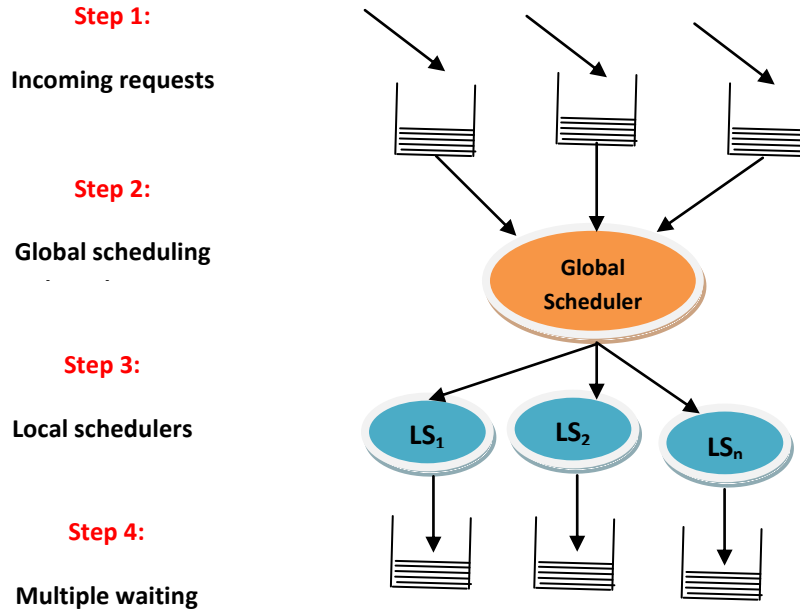 Step 1:
Incoming requests
Step 2:
Global scheduling
Global
Scheduler
Step 3:
Local schedulers
LS₁
LS₂
LSₙ
Step 4:
Multiple waiting